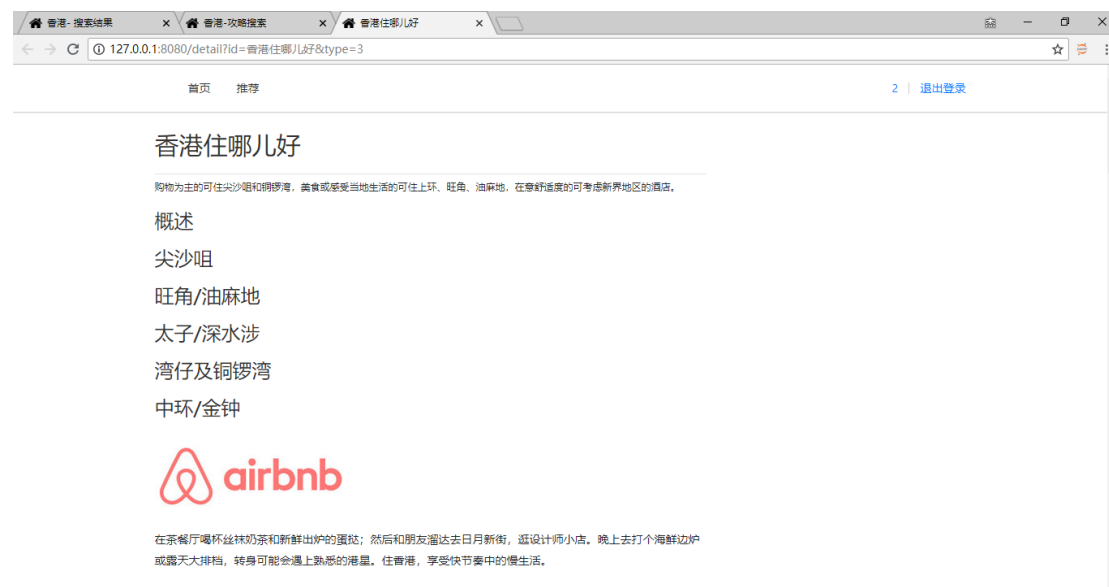 香港- 搜索结果
香港-攻略搜索
香港住哪儿好
127.0.0.1:8080/detail?id=香港住哪儿好&type=3
首页 推荐 2 | 退出登录
香港住哪儿好
购物为主的可住尖沙咀和铜锣湾，美食或感受当地生活的可住上环、旺角、油麻地，在意舒适度的可考虑新界地区的酒店。
概述
尖沙咀
旺角/油麻地
太子/深水涉
湾仔及铜锣湾
中环/金钟
airbnb
在茶餐厅喝杯丝袜奶茶和新鲜出炉的蛋挞；然后和朋友溜达去日月新街，逛设计师小店。晚上去打个海鲜边炉
或露天大排档，转身可能会遇上熟悉的港星。住香港，享受快节奏中的慢生活。